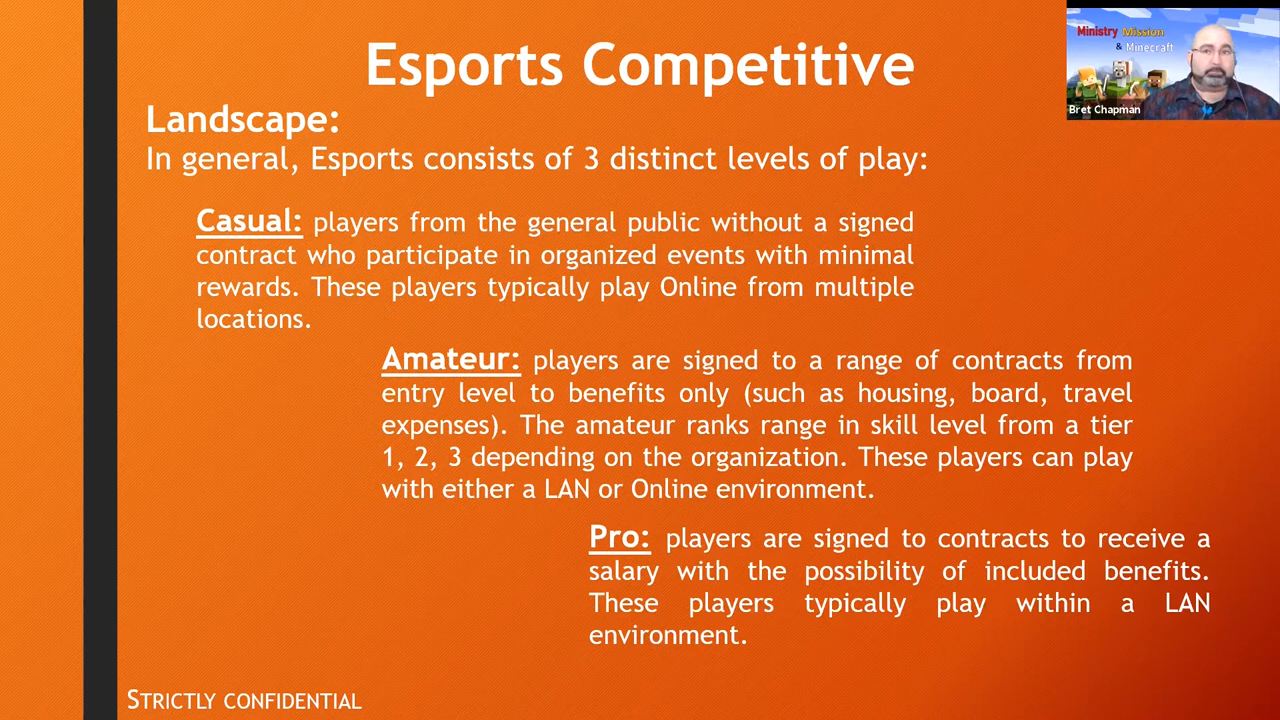 Esports Competitive
Landscape:
In general, Esports consists of 3 distinct levels of play:
Casual: players from the general public without a signed
contract who participate in organized events with minimal
rewards. These players typically play Online from multiple
locations.
Amateur: players are signed to a range of contracts from
entry level to benefits only (such as housing, board, travel
expenses). The amateur ranks range in skill level from a tier
1, 2, 3 depending on the organization. These players can play
with either a LAN or Online environment.
Pro: players are signed to contracts to receive a
salary with the possibility of included benefits.
These players typically play within a LAN
environment.
STRICTLY CONFIDENTIAL
Ministry Mission
& Minecraft
Bret Chapman